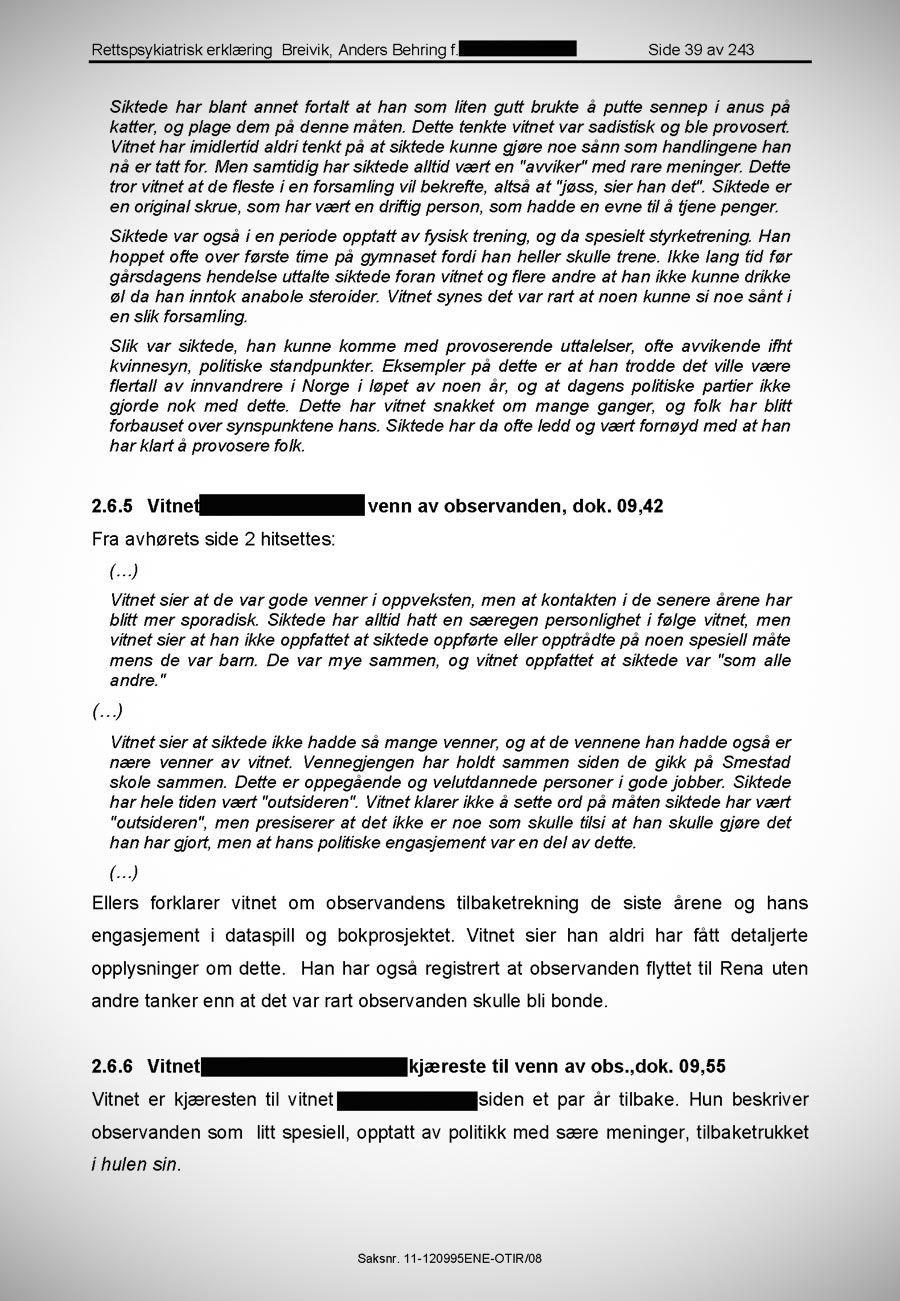 Rettspsykiatrisk erklæring Breivik, Anders Behring f. Side 39 av 243
Siktede har blant annet fortalt at han som liten gutt brukte å putte sennep i anus på
katter, og plage dem på denne måten. Dette tenkte vitnet var sadistisk og ble provosert.
Vitnet har imidlertid aldri tenkt på at siktede kunne gjøre noe sånn som handlingene han
nå er tatt for. Men samtidig har siktede alltid vært en "avviker" med rare meninger. Dette
tror vitnet at de fleste i en forsamling vil bekrefte, altså at "jøss, sier han det". Siktede er
en original skrue, som har vært en driftig person, som hadde en evne til å tjene penger.
Siktede var også i en periode opptatt av fysisk trening, og da spesielt styrketrening. Han
hoppet ofte over første time på gymnaset fordi han heller skulle trene. Ikke lang tid før
gårsdagens hendelse uttalte siktede foran vitnet og flere andre at han ikke kunne drikke
øl da han inntok anabole steroider. Vitnet synes det var rart at noen kunne si noe sånt i
en slik forsamling.
Slik var siktede, han kunne komme med provoserende uttalelser, ofte avvikende ifht
kvinnesyn, politiske standpunkter. Eksempler på dette er at han trodde det ville være
flertall av innvandrere i Norge i løpet av noen år, og at dagens politiske partier ikke
gjorde nok med dette. Dette har vitnet snakket om mange ganger, og folk har blitt
forbauset over synspunktene hans. Siktede har da ofte ledd og vært fornøyd med at han
har klart å provosere folk.
2.6.5 Vitnet venn av observanden, dok. 09,42
Fra avhørets side 2 hitsettes:
(…)
Vitnet sier at de var gode venner i oppveksten, men at kontakten i de senere årene har
blitt mer sporadisk. Siktede har alltid hatt en særegen personlighet i følge vitnet, men
vitnet sier at han ikke oppfattet at siktede oppførte eller opptrådte på noen spesiell måte
mens de var barn. De var mye sammen, og vitnet oppfattet at siktede var "som alle
andre."
(…)
Vitnet sier at siktede ikke hadde så mange venner, og at de vennene han hadde også er
nære venner av vitnet. Vennegjengen har holdt sammen siden de gikk på Smestad
skole sammen. Dette er oppegående og velutdannede personer i gode jobber. Siktede
har hele tiden vært "outsideren". Vitnet klarer ikke å sette ord på måten siktede har vært
"outsideren", men presiserer at det ikke er noe som skulle tilsi at han skulle gjøre det
han har gjort, men at hans politiske engasjement var en del av dette.
(…)
Ellers forklarer vitnet om observandens tilbaketrekning de siste årene og hans
engasjement i dataspill og bokprosjektet. Vitnet sier han aldri har fått detaljerte
opplysninger om dette. Han har også registrert at observanden flyttet til Rena uten
andre tanker enn at det var rart observanden skulle bli bonde.
2.6.6 Vitnet kjæreste til venn av obs.,dok. 09,55
Vitnet er kjæresten til vitnet siden et par år tilbake. Hun beskriver
observanden som litt spesiell, opptatt av politikk med sære meninger, tilbaketrukket
i hulen sin.
Saksnr. 11-120995ENE-OTIR/08